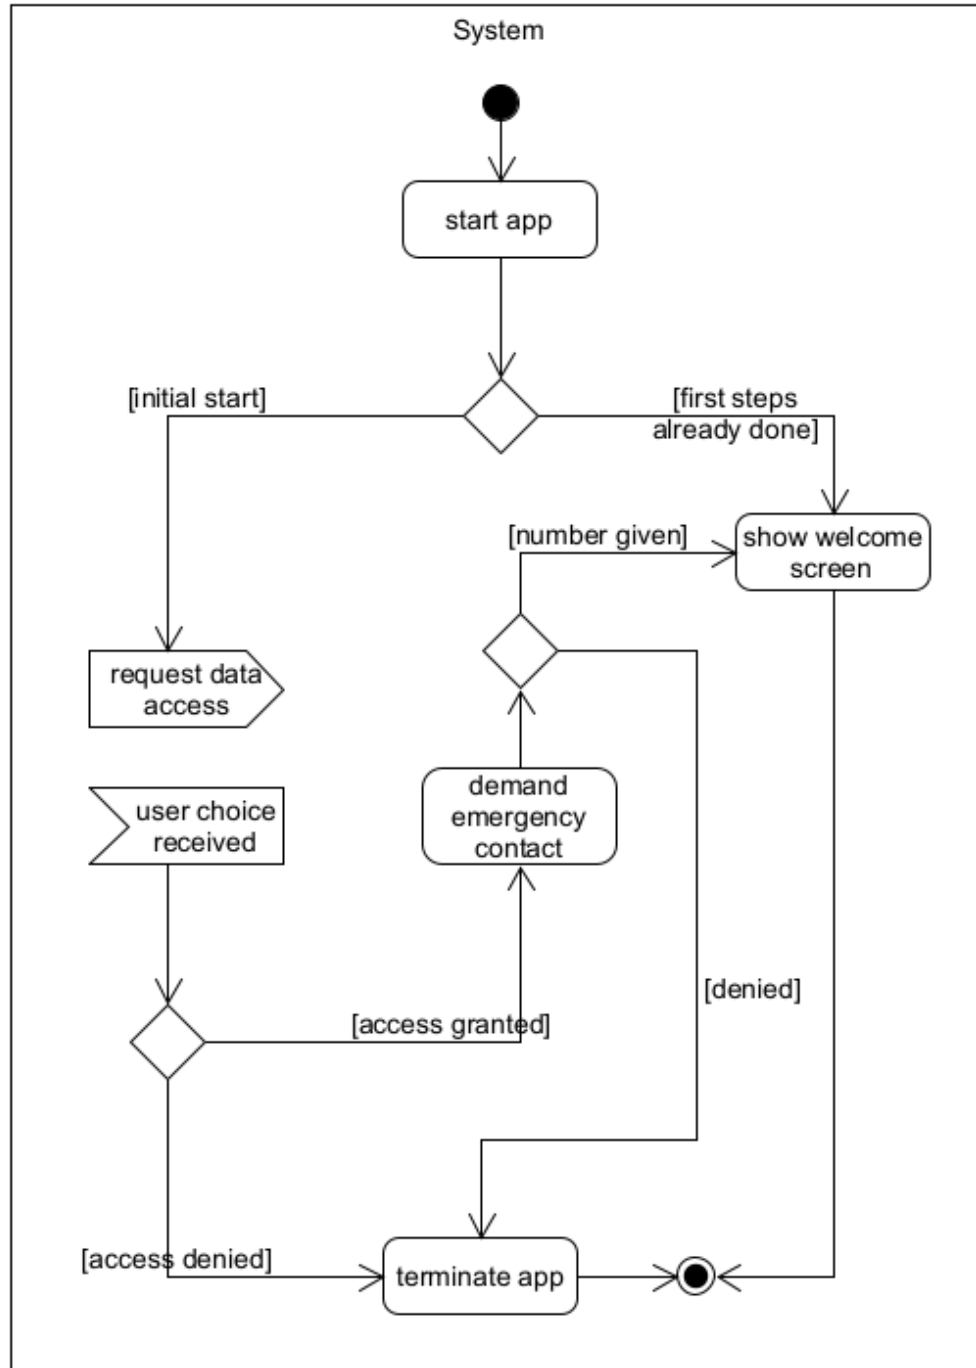 System
start app
[initial start]
[first steps
already done]
[number given]
show welcome
screen
request data
access
demand
emergency
contact
user choice
received
[denied]
[access granted]
[access denied]
terminate app